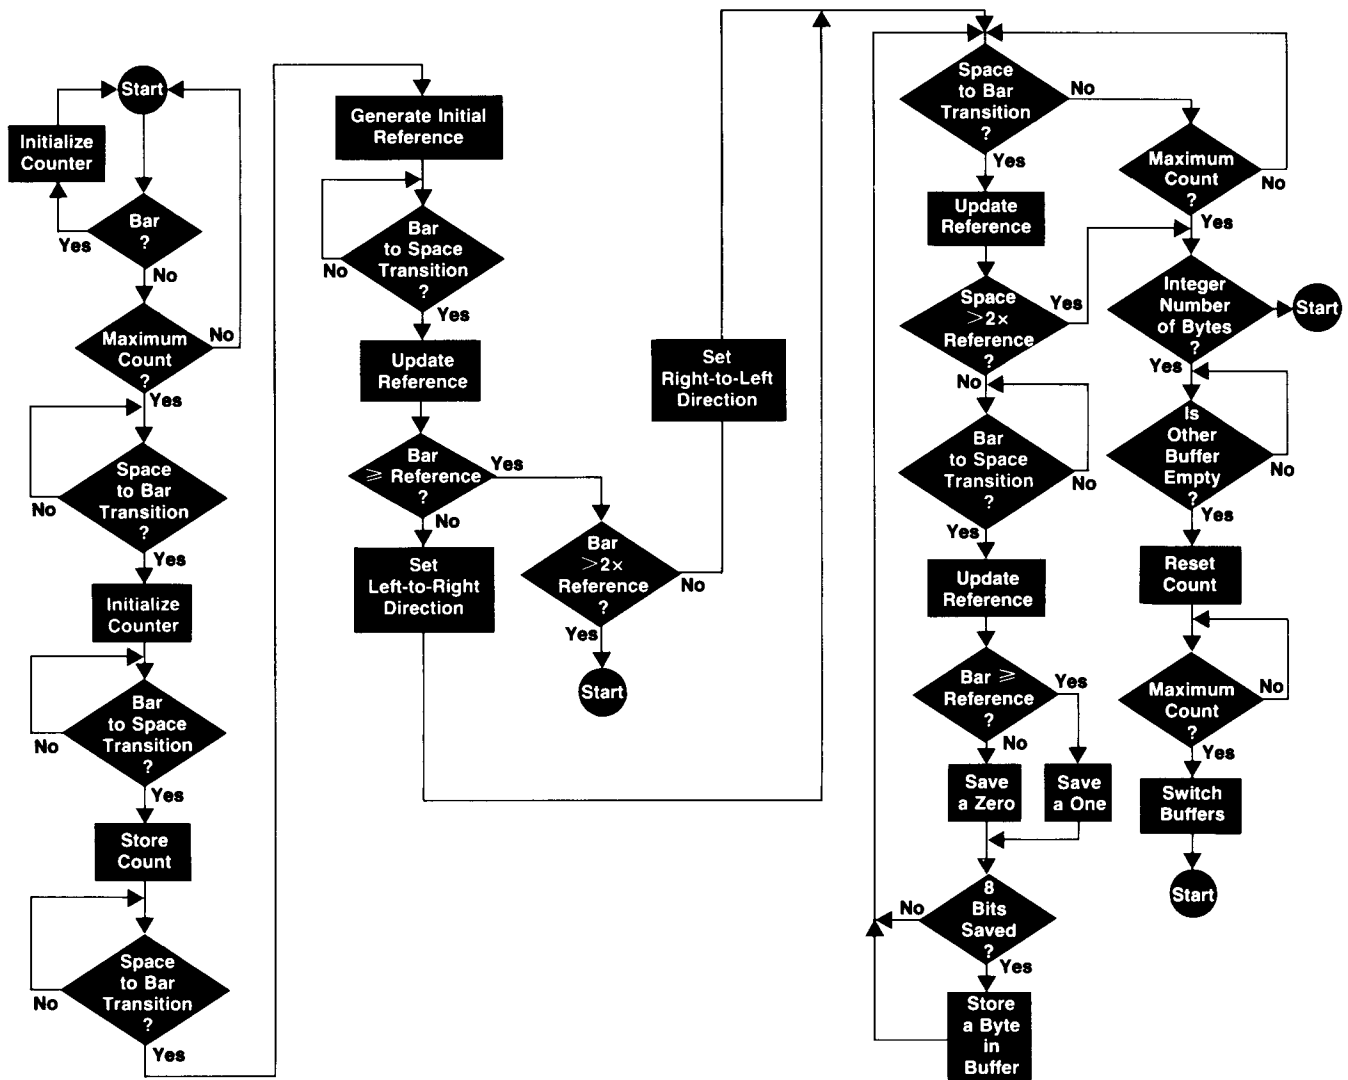 Start
Initialize
Counter
Bar
?
Yes
No
Maximum
Count
?
No
Yes
Space
to Bar
Transition
?
No
Yes
Initialize
Counter
Bar
to Space
Transition
?
No
Yes
Store
Count
Space
to Bar
Transition
?
No
Yes
Generate Initial
Reference
Bar
to Space
Transition
?
No
Yes
Update
Reference
Bar
≥ Reference
?
Yes
No
Set
Left-to-Right
Direction
Bar
>2×
Reference
?
No
Yes
Start
Set
Right-to-Left
Direction
Space
to Bar
Transition
?
No
Yes
Update
Reference
Space
>2×
Reference
?
Yes
No
Bar
to Space
Transition
?
No
Yes
Update
Reference
Bar ≥
Reference
?
Yes
No
Save
a Zero
Save
a One
8
Bits
Saved
?
No
Yes
Store
a Byte
in
Buffer
Maximum
Count
?
No
Yes
Integer
Number
of Bytes
?
Start
Yes
Is
Other
Buffer
Empty
?
No
Yes
Reset
Count
Maximum
Count
?
No
Yes
Switch
Buffers
Start